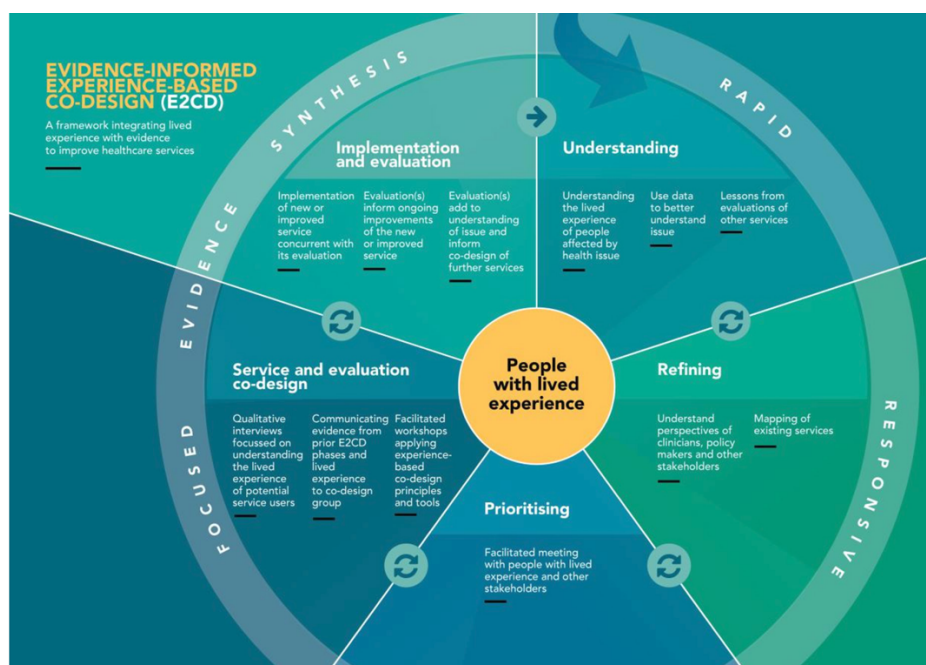 EVIDENCE-INFORMED
EXPERIENCE-BASED
CO-DESIGN (E2CD)
A framework integrating lived
experience with evidence
to improve healthcare services
RAPID
RESPONSIVE
FOCUSED
EVIDENCE
SYNTHESIS
Understanding
Understanding
the lived
experience
of people
affected by
health issue
Use data
to better
understand
issue
Lessons from
evaluations of
other services
Refining
Understand
perspectives of
clinicians, policy
makers and other
stakeholders
Mapping of
existing services
Prioritising
Facilitated meeting
with people with lived
experience and other
stakeholders
Service and evaluation
co-design
Qualitative
interviews
focussed on
understanding
the lived
experience
of potential
service users
Communicating
evidence from
prior E2CD
phases and
lived
experience
to co-design
group
Facilitated
workshops
applying
experience-
based
co-design
principles
and tools
Implementation
and evaluation
Implementation
of new or
improved
service
concurrent with
its evaluation
Evaluation(s)
inform ongoing
improvements
of the new
or improved
service
Evaluation(s)
add to
understanding
of issue and
inform
co-design of
further services
People
with lived
experience